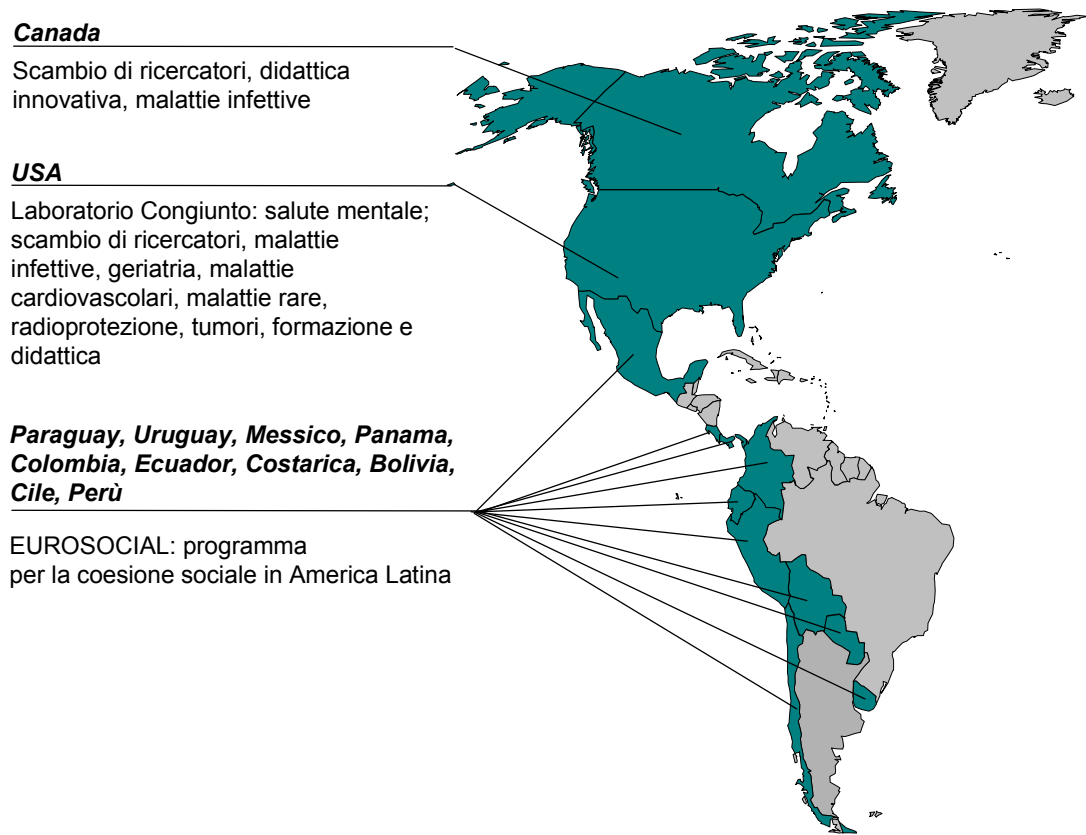 Canada
Scambio di ricercatori, didattica
innovativa, malattie infettive
USA
Laboratorio Congiunto: salute mentale;
scambio di ricercatori, malattie
infettive, geriatria, malattie
cardiovascolari, malattie rare,
radioprotezione, tumori, formazione e
didattica
Paraguay, Uruguay, Messico, Panama,
Colombia, Ecuador, Costarica, Bolivia,
Cile, Perù
EUROSOCIAL: programma
per la coesione sociale in America Latina